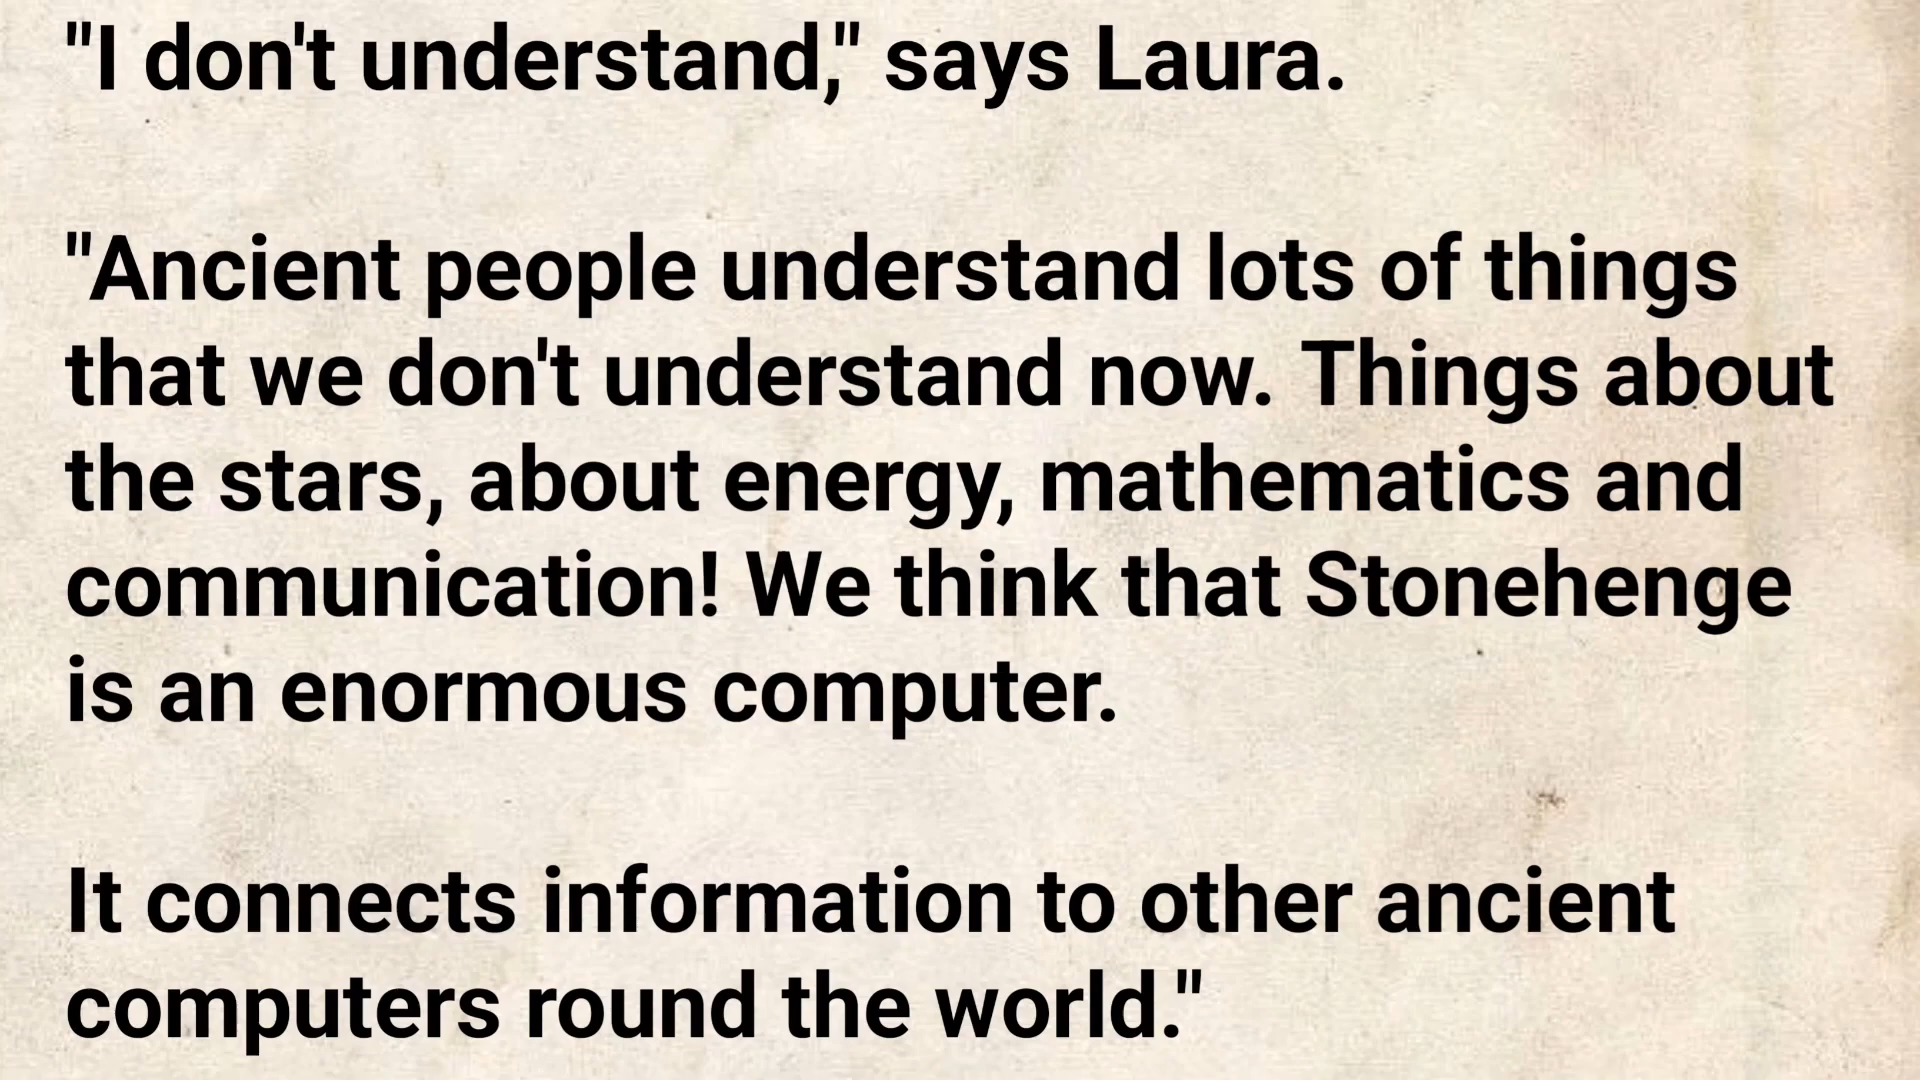 "I don't understand," says Laura.
"Ancient people understand lots of things
that we don't understand now. Things about
the stars, about energy, mathematics and
communication! We think that Stonehenge
is an enormous computer.
It connects information to other ancient
computers round the world."